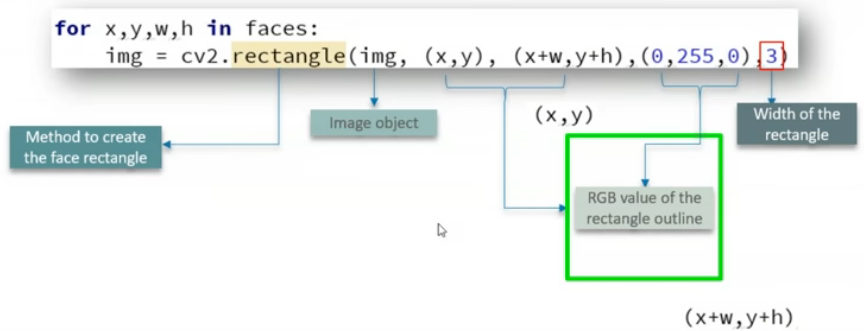 for x,y,w,h in faces:
img = cv2.rectangle(img, (x,y), (x+w,y+h),(0,255,0),3)
Method to create
the face rectangle
Image object
(x,y)
Width of the
rectangle
RGB value of the
rectangle outline
(x+w,y+h)